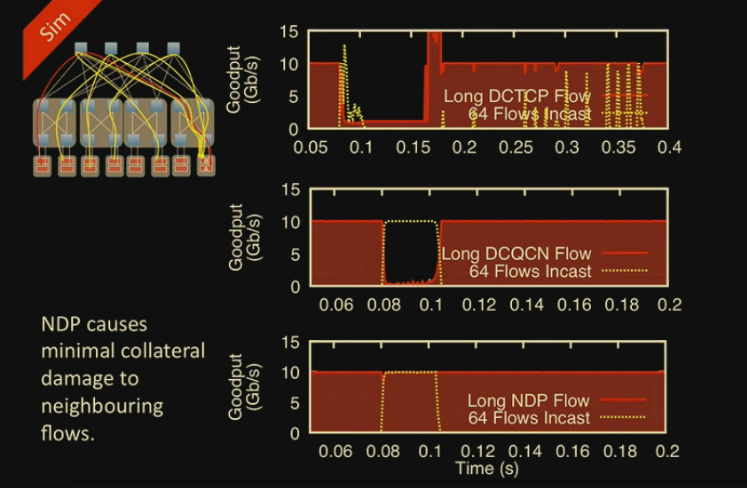 Sim
NDP causes
minimal collateral
damage to
neighbouring
flows.
Goodput
(Gb/s)
15
10
5
0
Long DCTCP Flow
64 Flows Incast
0.05 0.1 0.15 0.2 0.25 0.3 0.35 0.4
Goodput
(Gb/s)
15
10
5
0
Long DCQCN Flow
64 Flows Incast
0.06 0.08 0.1 0.12 0.14 0.16 0.18 0.2
Goodput
(Gb/s)
15
10
5
0
Long NDP Flow
64 Flows Incast
0.06 0.08 0.1 0.12 0.14 0.16 0.18 0.2
Time (s)